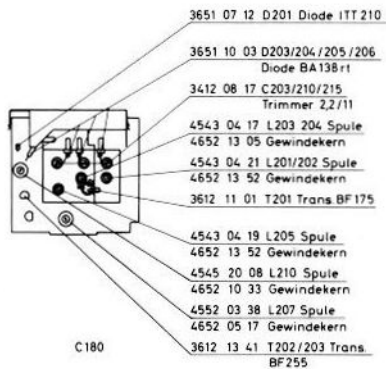 3651 07 12 D201 Diode ITT 210
3651 10 03 D203/204/205/206
Diode BA138 rt
3412 08 17 C203/210/215
Trimmer 2,2/11
4543 04 17 L203 204 Spule
4652 13 05 Gewindekern
4543 04 21 L201/202 Spule
4652 13 52 Gewindekern
3612 11 01 T201 Trans. BF175
4543 04 19 L205 Spule
4652 13 52 Gewindekern
4545 20 08 L210 Spule
4652 10 33 Gewindekern
4552 03 38 L207 Spule
4652 05 17 Gewindekern
3612 13 41 T202/203 Trans.
BF255
C180